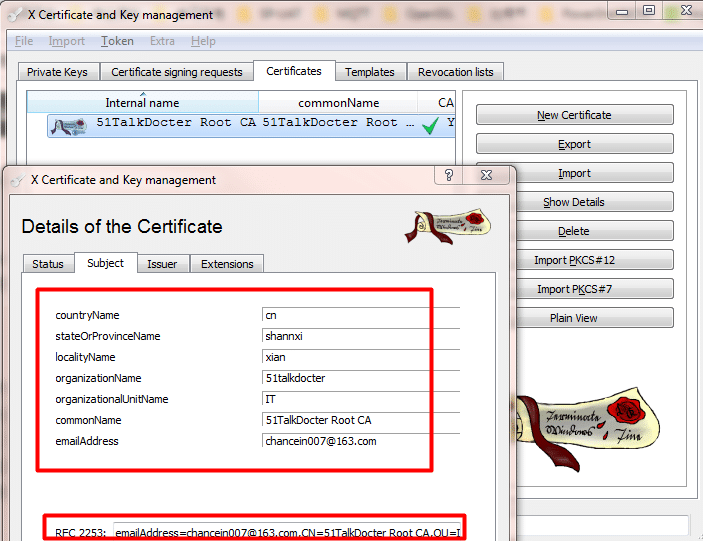 X Certificate and Key management
File Import Token Extra Help
Private Keys Certificate signing requests Certificates Templates Revocation lists
Internal name commonName CA
51TalkDocter Root CA 51TalkDocter Root ... Y
New Certificate
Export
Import
Show Details
Delete
Import PKCS#12
Import PKCS#7
Plain View
X Certificate and Key management
Details of the Certificate
Status Subject Issuer Extensions
countryName cn
stateOrProvinceName shannxi
localityName xian
organizationName 51talkdocter
organizationalUnitName IT
commonName 51TalkDocter Root CA
emailAddress chancein007@163.com
RFC 2253: emailAddress=chancein007@163.com,CN=51TalkDocter Root CA,OU=I